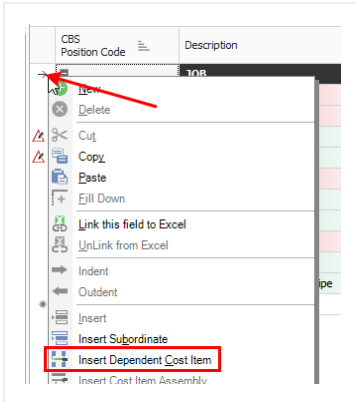 CBS
Position Code
Description
JOB
New
Delete
Cut
Copy
Paste
Fill Down
Link this field to Excel
UnLink from Excel
Indent
Outdent
ipe
Insert
Insert Subordinate
Insert Dependent Cost Item
Insert Cost Item Assembly